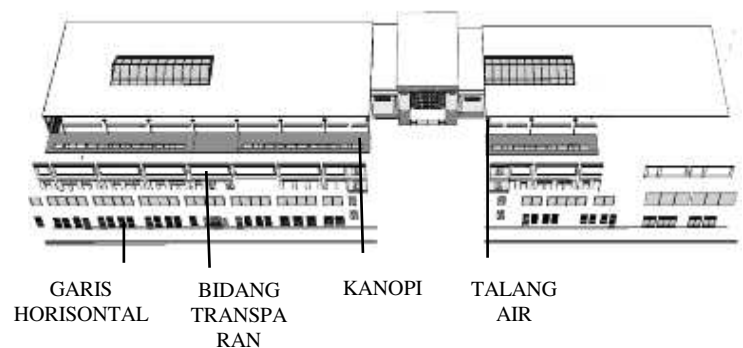 GARIS
HORISONTAL
BIDANG
TRANSPA
RAN
KANOPI
TALANG
AIR